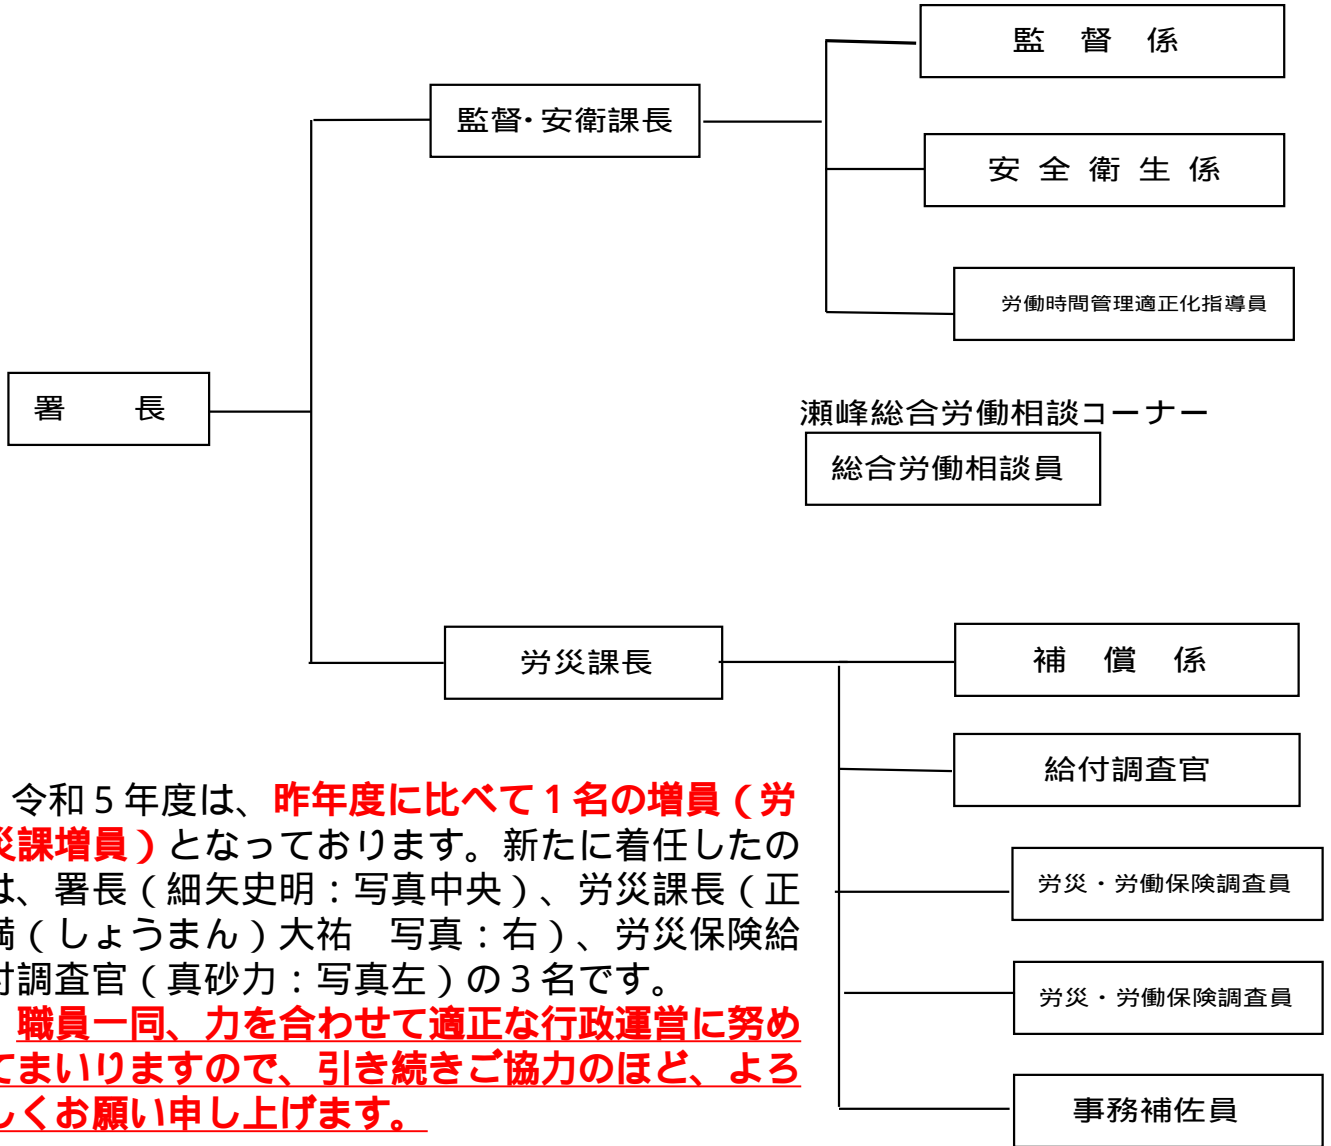 監　督　係
監督・安衛課長
安 全 衛 生 係
労働時間管理適正化指導員
署　　長
瀬峰総合労働相談コーナー
総合労働相談員
労災課長
補　償　係
給付調査官
労災・労働保険調査員
労災・労働保険調査員
事務補佐員
令和５年度は、昨年度に比べて１名の増員（労
災課増員）となっております。新たに着任したの
は、署長（細矢史明：写真中央）、労災課長（正
満（しょうまん）大祐　写真：右）、労災保険給
付調査官（真砂力：写真左）の３名です。
職員一同、力を合わせて適正な行政運営に努め
てまいりますので、引き続きご協力のほど、よろ
しくお願い申し上げます。